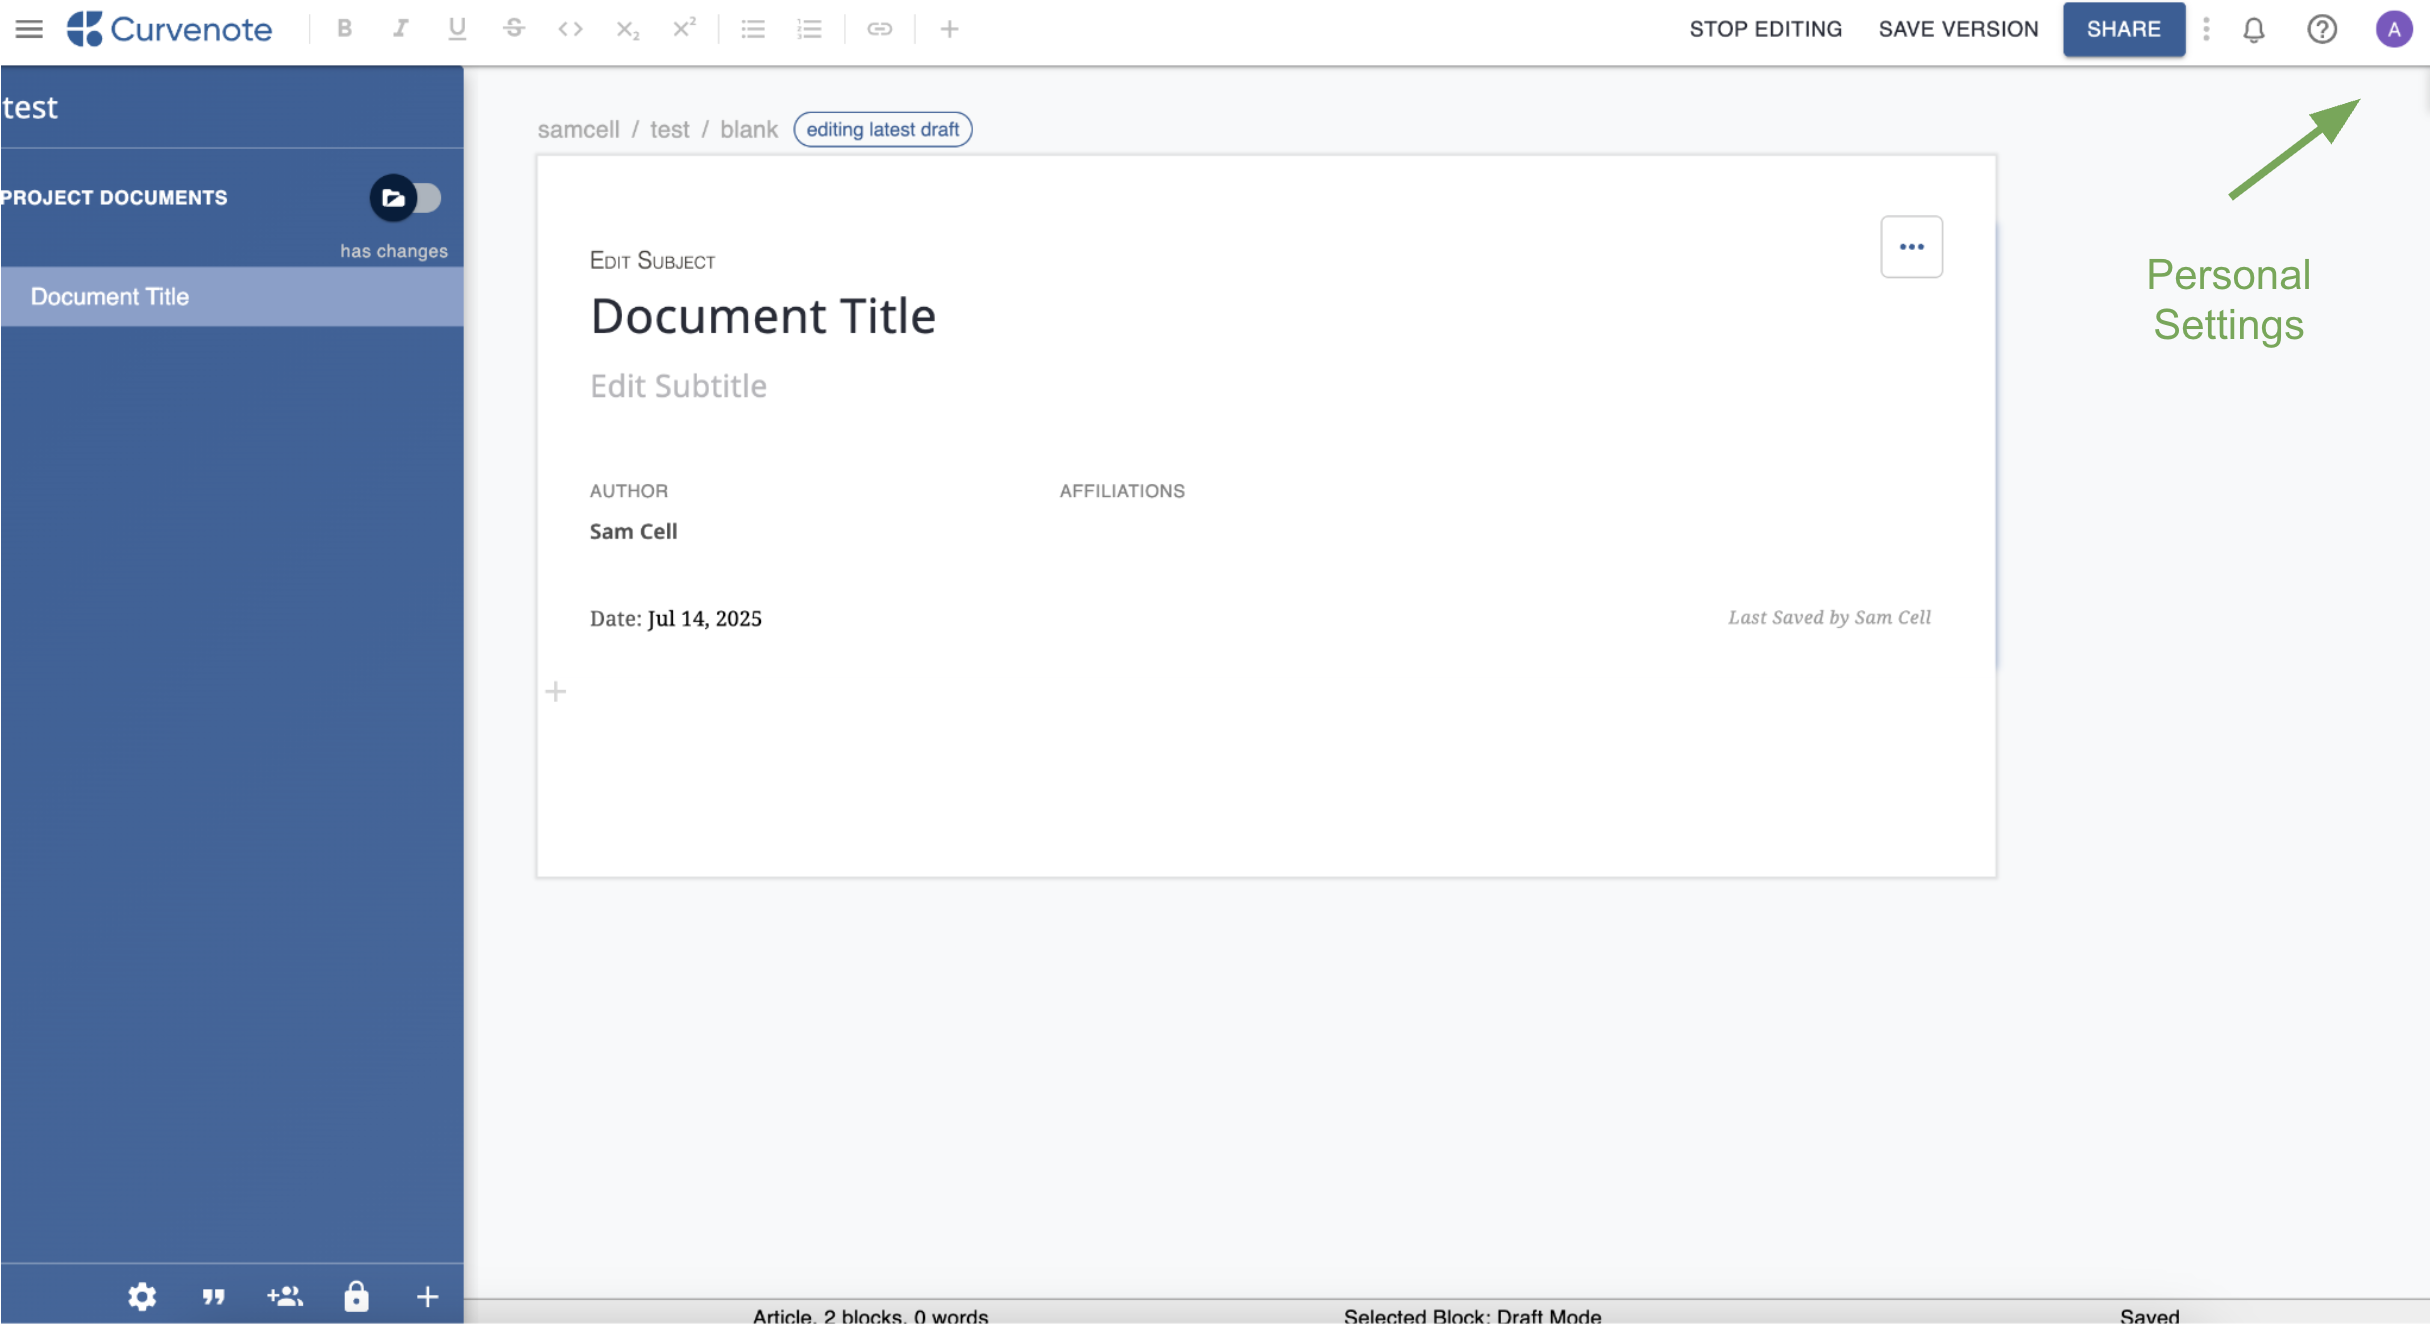 Curvenote
STOP EDITING
SAVE VERSION
SHARE
A
test
PROJECT DOCUMENTS
has changes
Document Title
samcell / test / blank
editing latest draft
Personal
Settings
EDIT SUBJECT
Document Title
Edit Subtitle
AUTHOR
AFFILIATIONS
Sam Cell
Date: Jul 14, 2025
Last Saved by Sam Cell
Article, 2 blocks, 0 words
Selected Block: Draft Mode
Saved